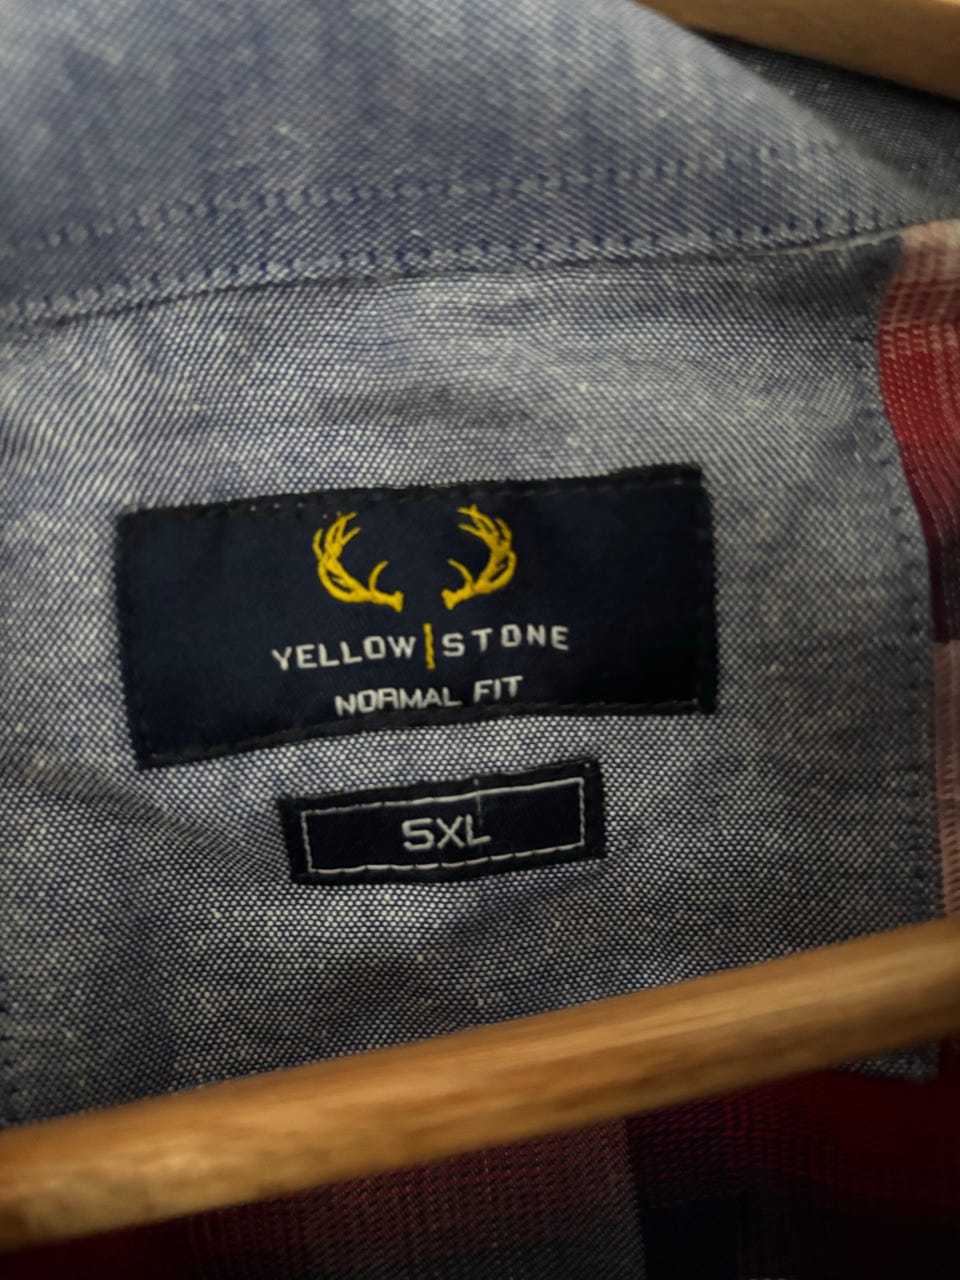 YELLOW|STONE
NORMAL FIT
5XL